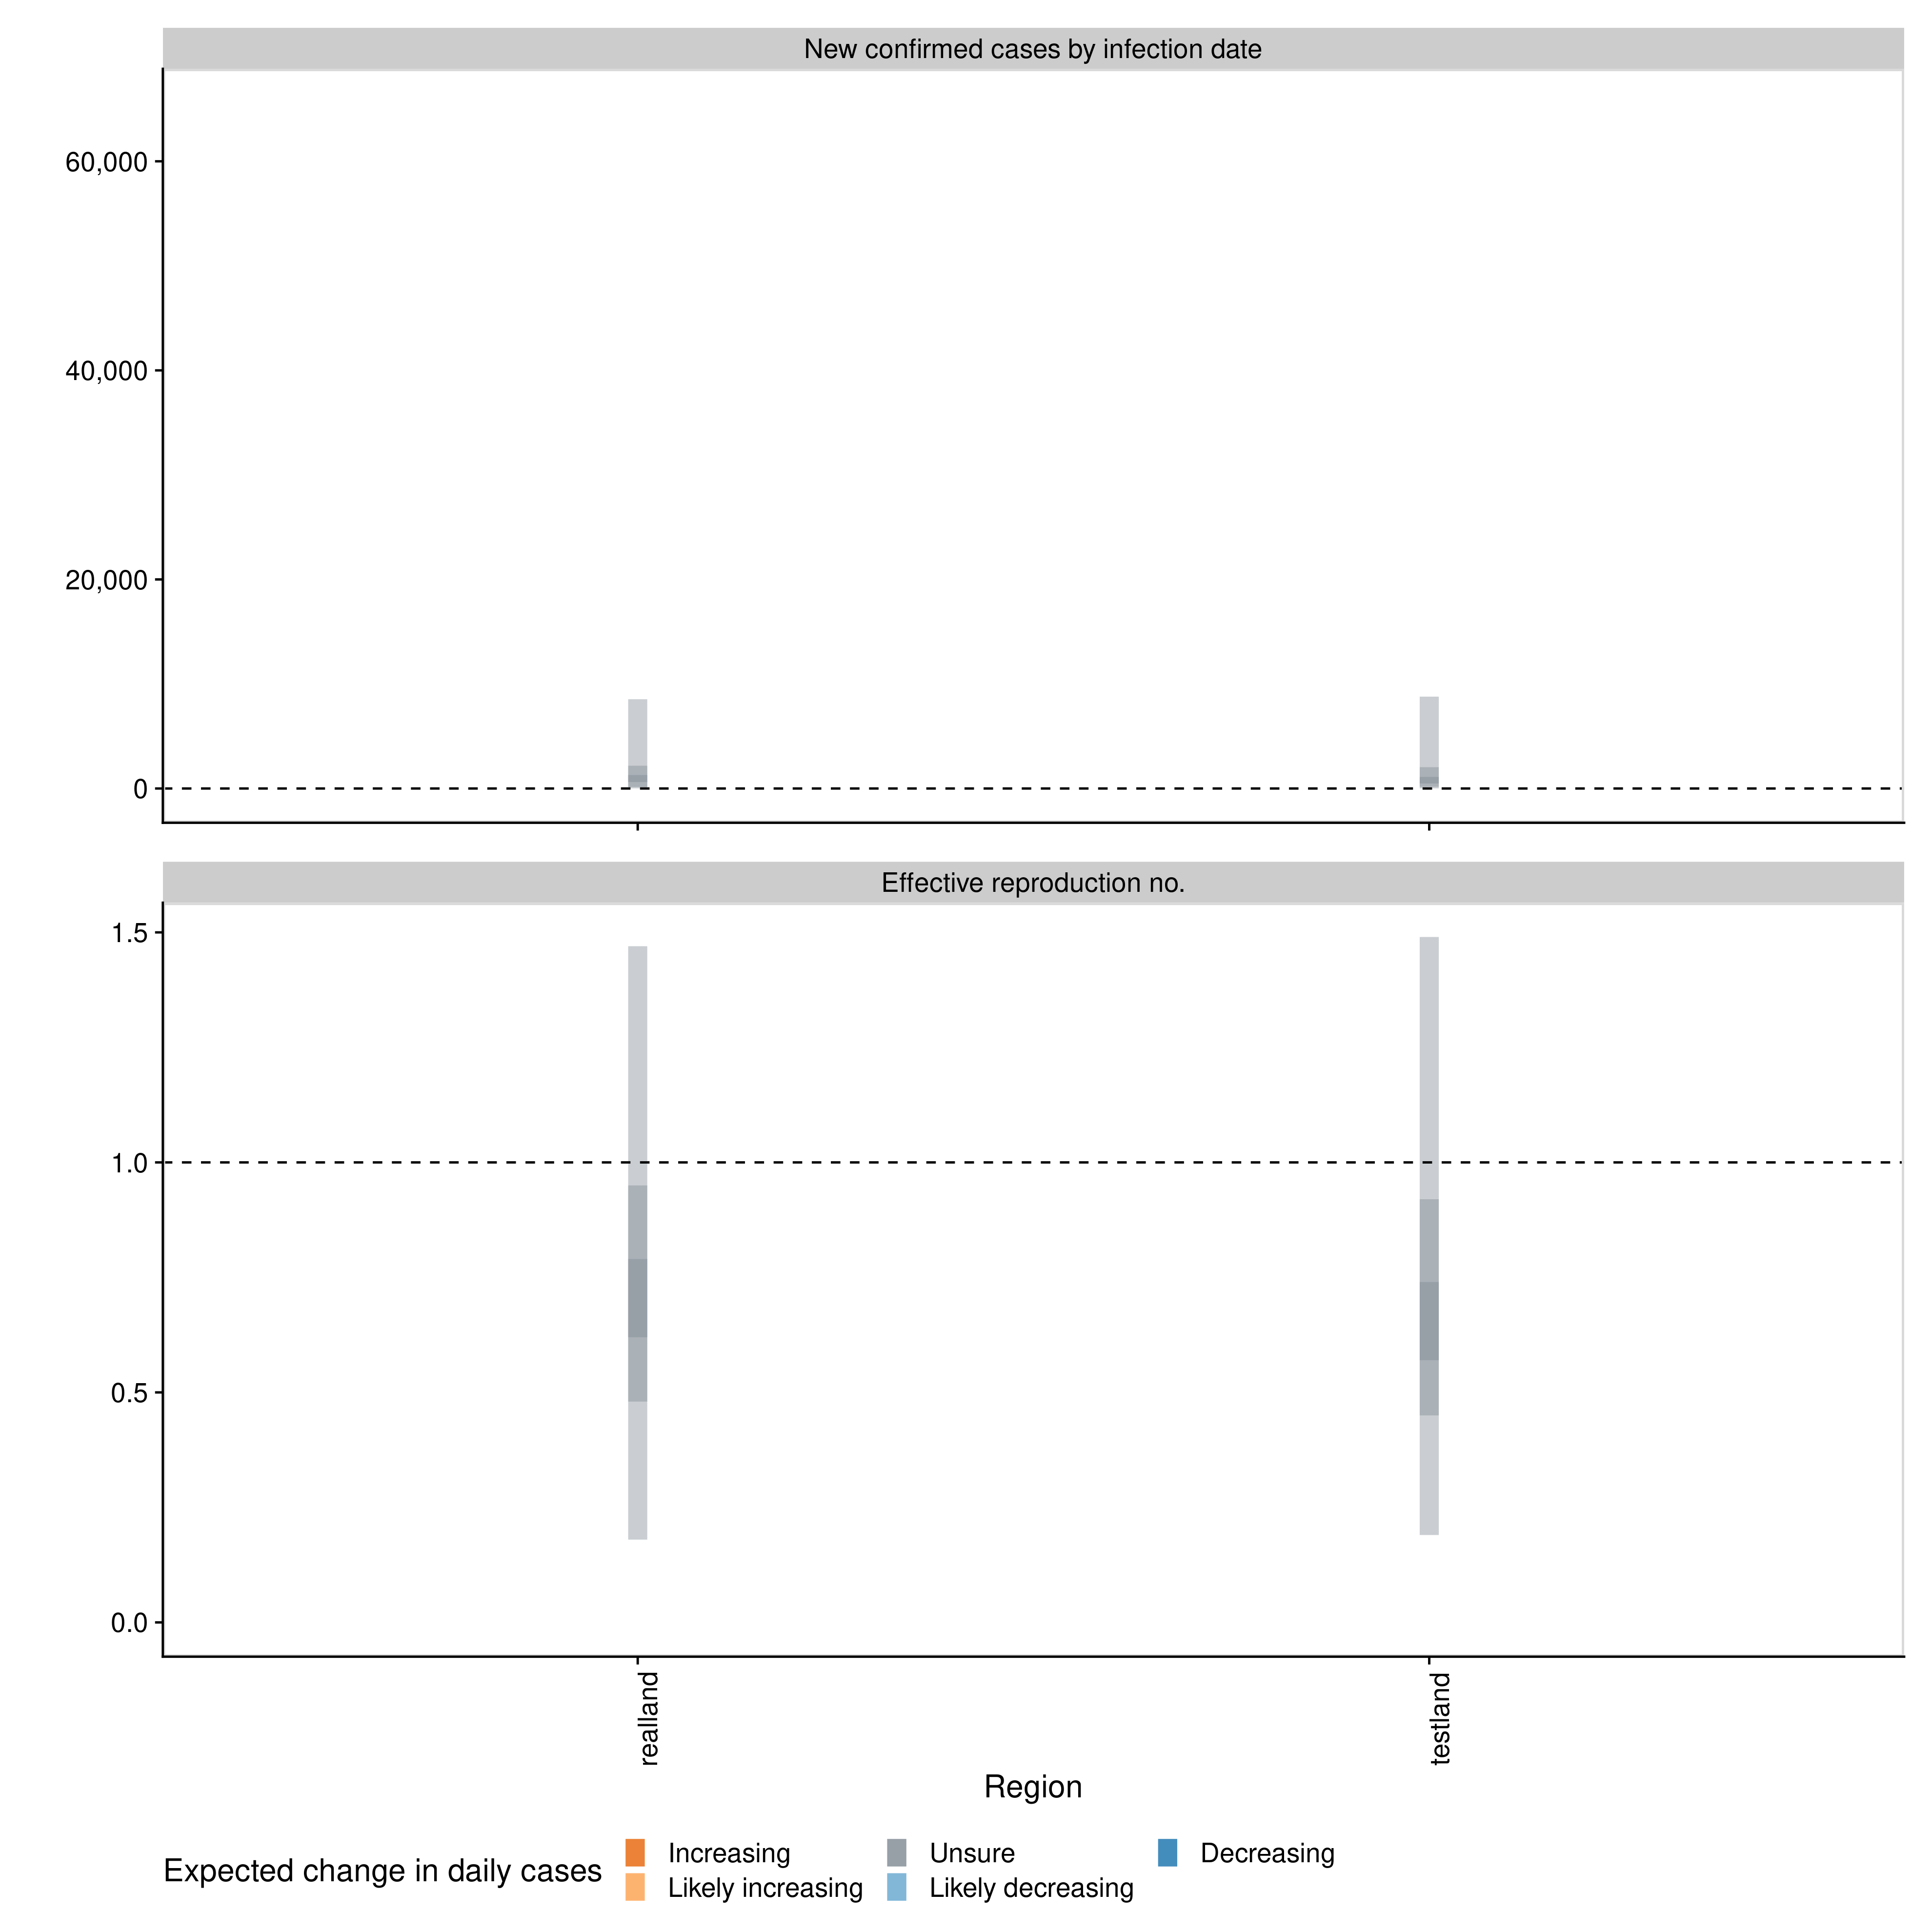 New confirmed cases by infection date
60,000
40,000
20,000
0
Effective reproduction no.
1.5
1.0
0.5
0.0
realland
testland
Region
Expected change in daily cases
Increasing
Likely increasing
Unsure
Likely decreasing
Decreasing